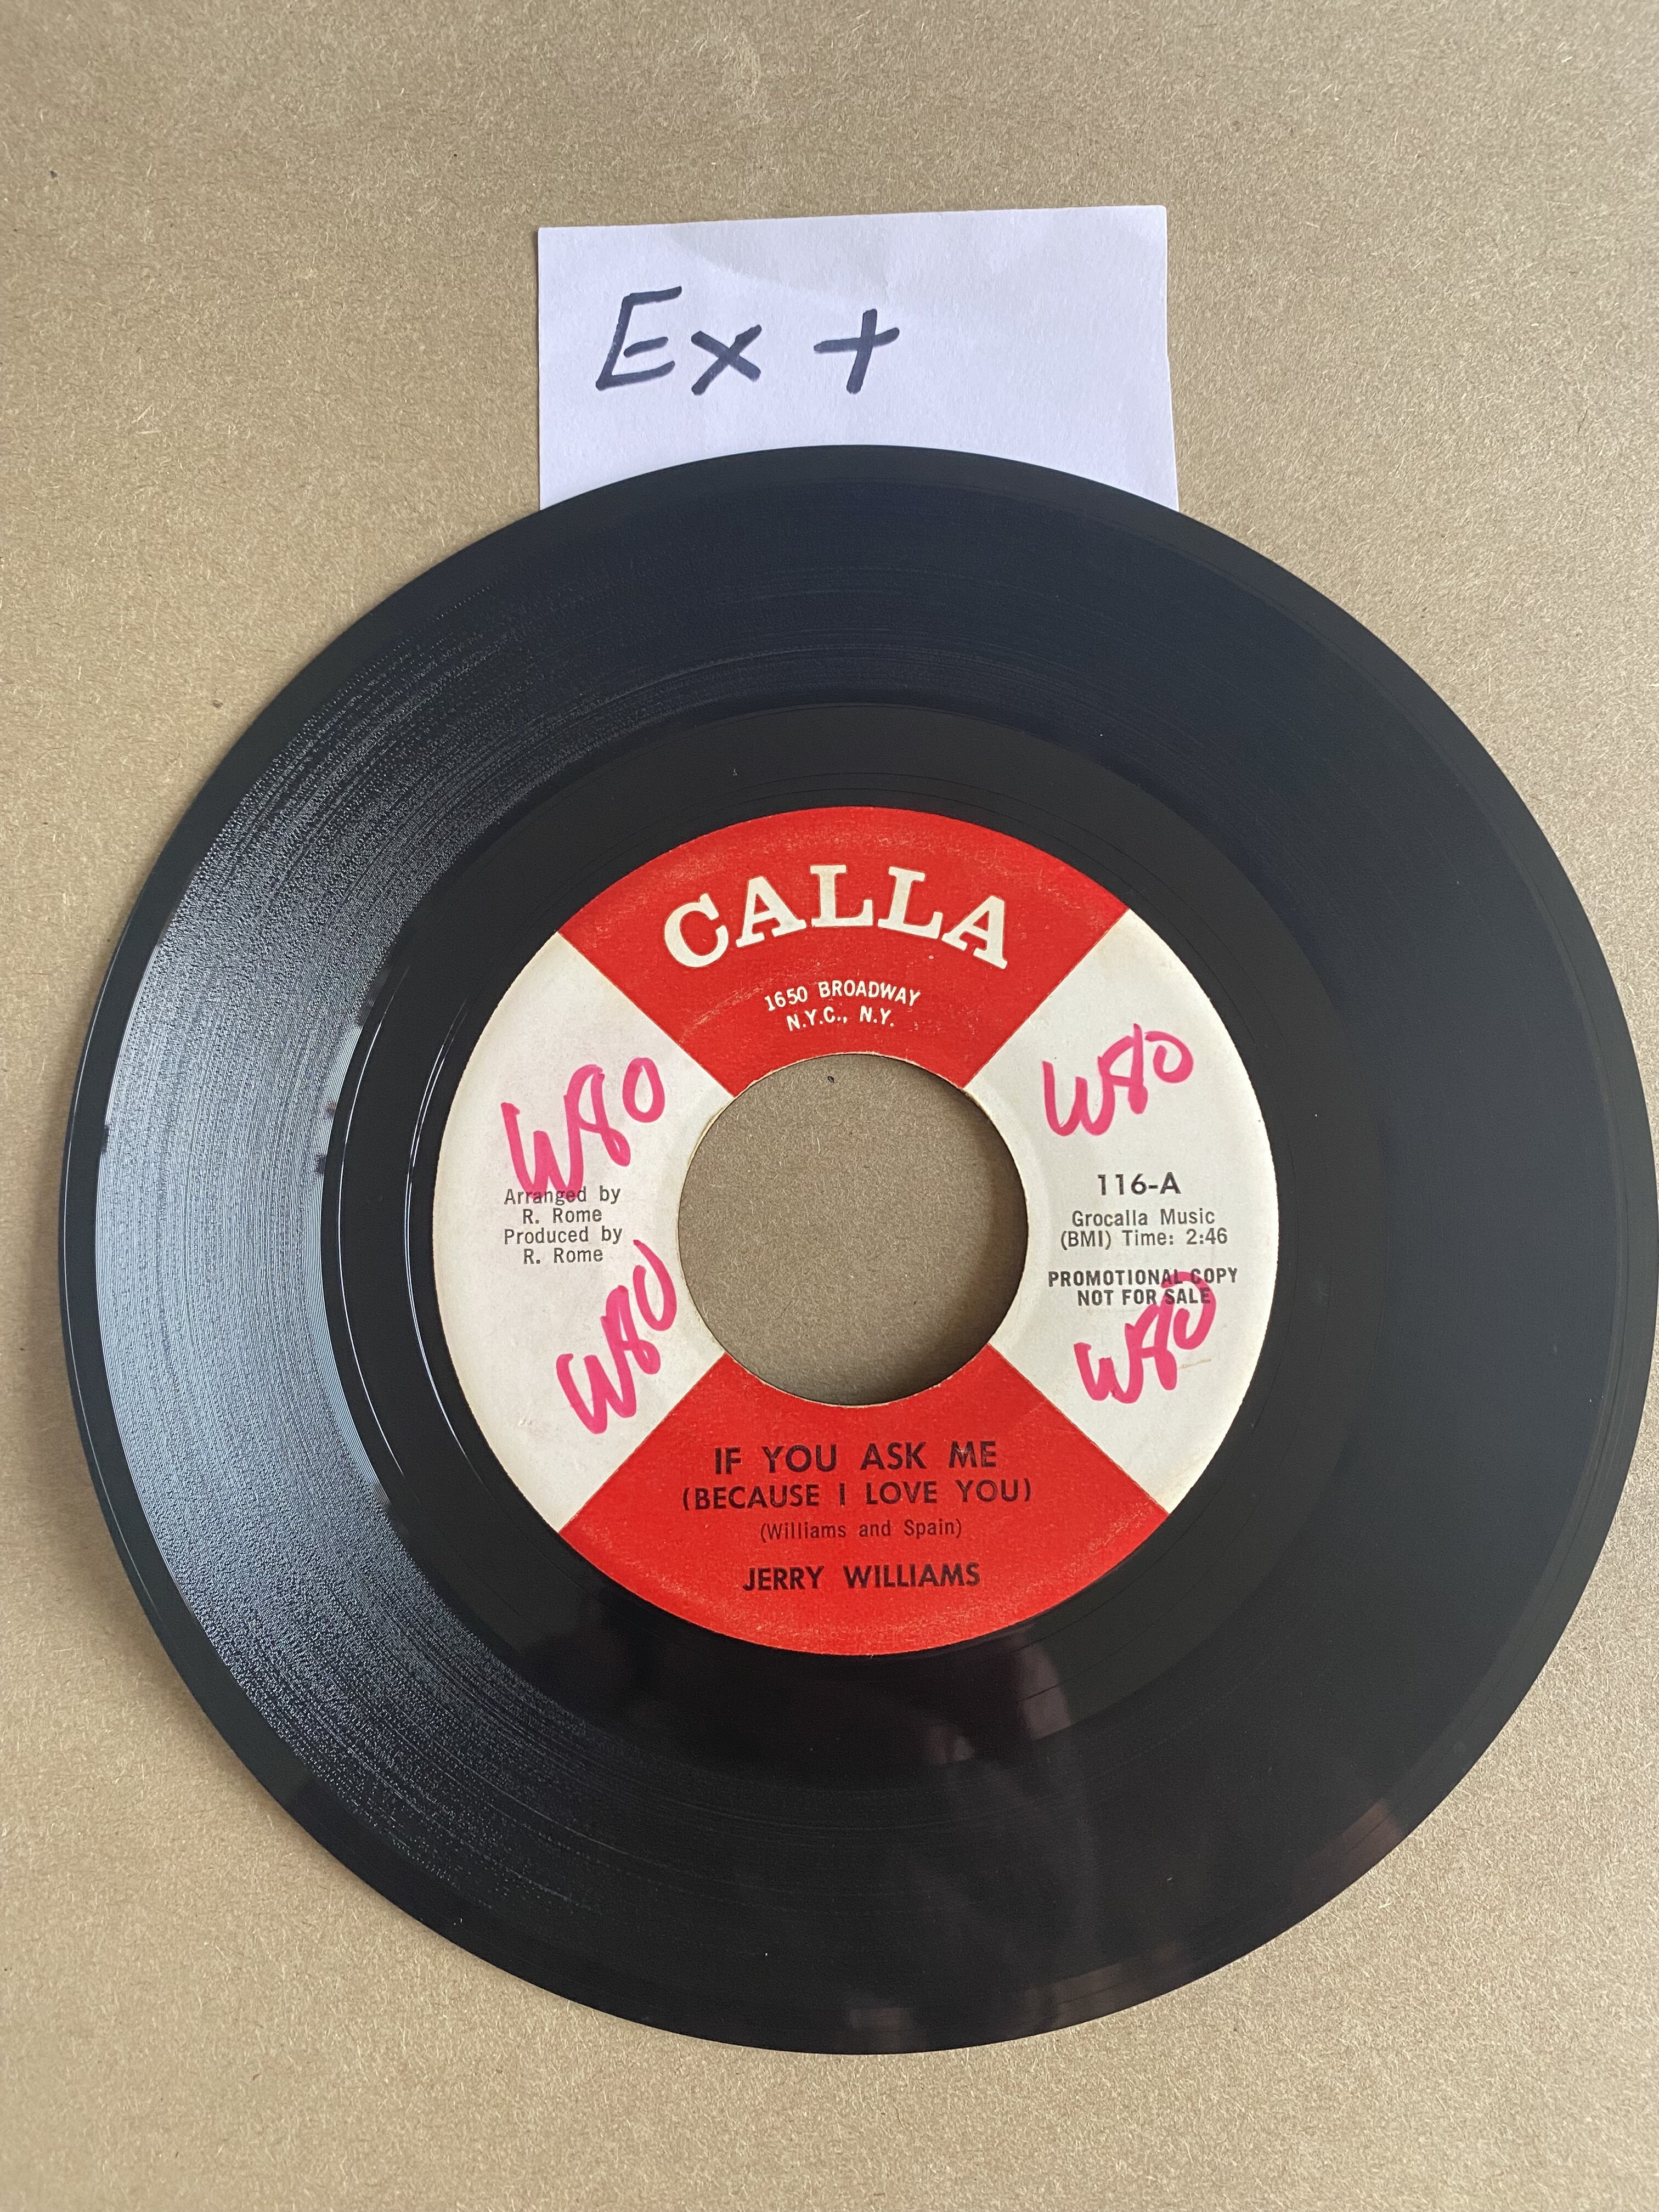 Ex +
CALLA
1650 BROADWAY
N.Y.C., N.Y.
W80
W80
Arranged by
R. Rome
Produced by
R. Rome
116-A
Grocalla Music
(BMI) Time: 2:46
PROMOTIONAL COPY
NOT FOR SALE
W80
W80
IF YOU ASK ME
(BECAUSE I LOVE YOU)
(Williams and Spain)
JERRY WILLIAMS